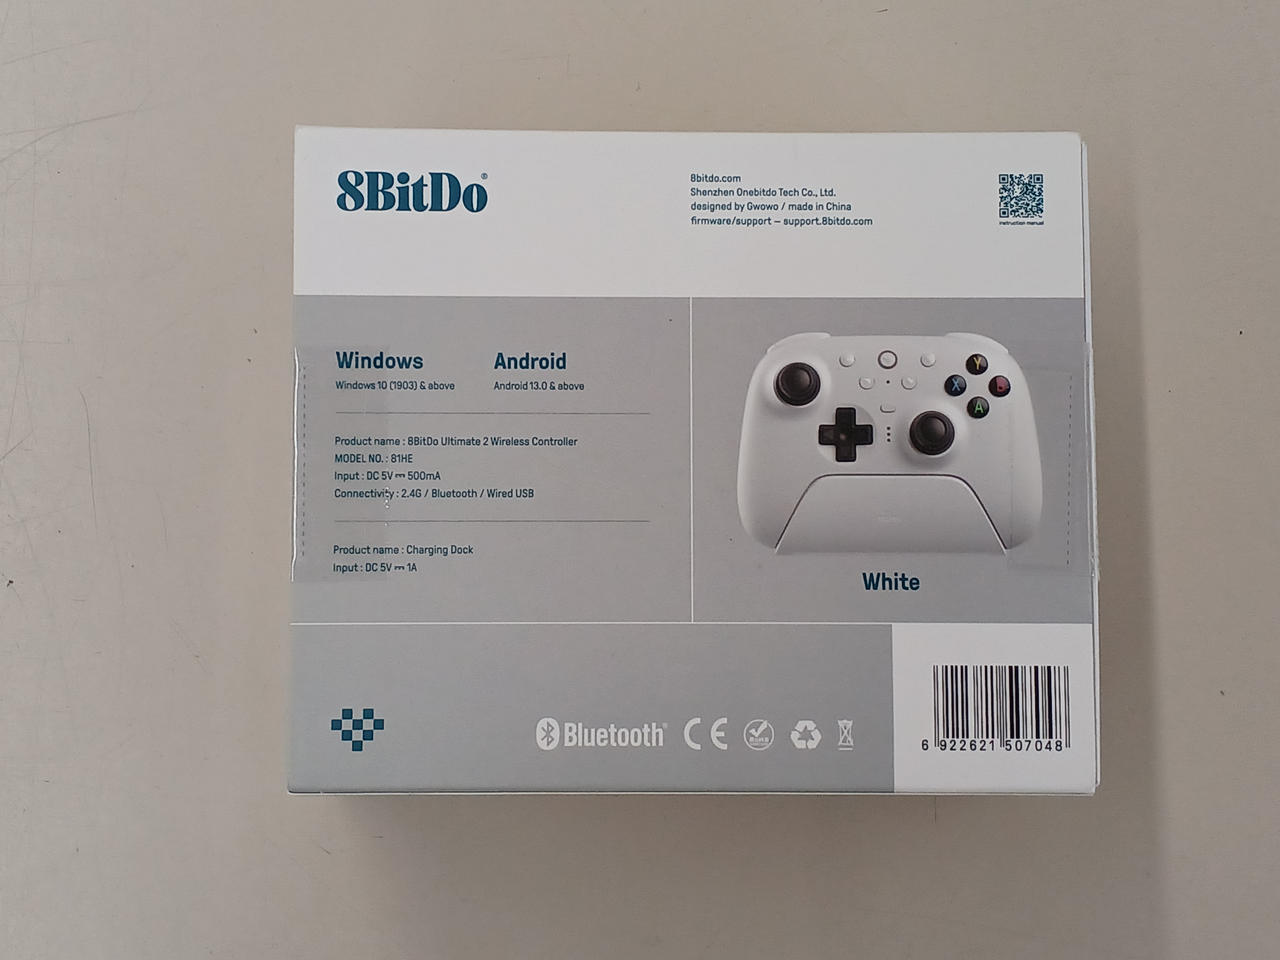 8BitDo®
8bitdo.com
Shenzhen Onebitdo Tech Co., Ltd.
designed by Gwowo / made in China
firmware/support – support.8bitdo.com
instruction manual
Windows
Windows 10 (1903) & above
Android
Android 13.0 & above
Product name : 8BitDo Ultimate 2 Wireless Controller
MODEL NO. : 81HE
Input : DC 5V ⎓ 500mA
Connectivity : 2.4G / Bluetooth / Wired USB
Product name : Charging Dock
Input : DC 5V ⎓ 1A
Y
X
B
A
White
Bluetooth®
CE
RoHS
6 922621 507048